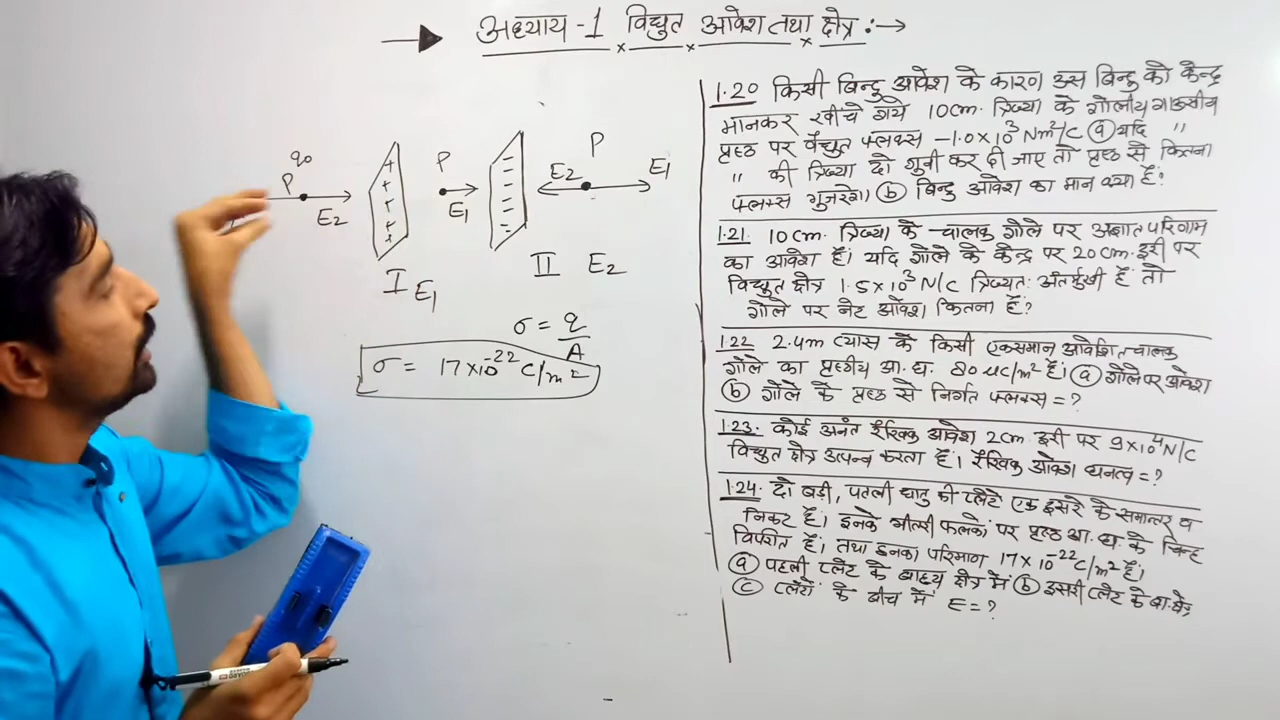 अध्याय -1 विद्युत आवेश तथा क्षेत्र :→
q₀
P
E₂
+ + + + +
I E₁
P
E₁
II E₂
P
E₂
E₁
σ = q/A
σ = 17×10⁻²² C/m²
1.20 किसी बिन्दु आवेश के कारण उस बिन्दु को केन्द्र
मानकर खींचे गये 10cm. त्रिज्या के गोलीय गाऊसीय
पृष्ठ पर वैद्युत फ्लक्स –1.0×10³ Nm²/C ⓐ यदि "
" की त्रिज्या दो गुनी कर दी जाए तो पृष्ठ से कितना
फ्लक्स गुजरेगा। ⓑ बिन्दु आवेश का मान क्या है?
1.21. 10cm. त्रिज्या के चालक गोले पर अज्ञात परिमाण
का आवेश है। यदि गोले के केन्द्र पर 20cm. दूरी पर
विद्युत क्षेत्र 1.5×10³ N/C त्रिज्यत: अंतर्मुखी है तो
गोले पर नेट आवेश कितना है?
1.22 2.4m व्यास के किसी एकसमान आवेशित चालक
गोले का पृष्ठीय आ. घ. 80 μC/m² है। ⓐ गोले पर आवेश
ⓑ गोले के पृष्ठ से निर्गत फ्लक्स = ?
1.23. कोई अनंत रैखिक आवेश 2cm दूरी पर 9×10⁴ N/C
विद्युत क्षेत्र उत्पन्न करता है। रैखिक आवेश घनत्व = ?
1.24. दो बड़ी, पतली धातु की प्लेटें एक दूसरे के समान्तर व
निकट हैं। इनके भीतरी फलकों पर पृष्ठ आ. घ. के चिन्ह
विपरीत हैं। तथा इनका परिमाण 17×10⁻²² C/m² है।
ⓐ पहली प्लेट के बाह्य क्षेत्र में ⓑ दूसरी प्लेट के बा. क्षेत्र
ⓒ प्लेटों के बीच में E = ?